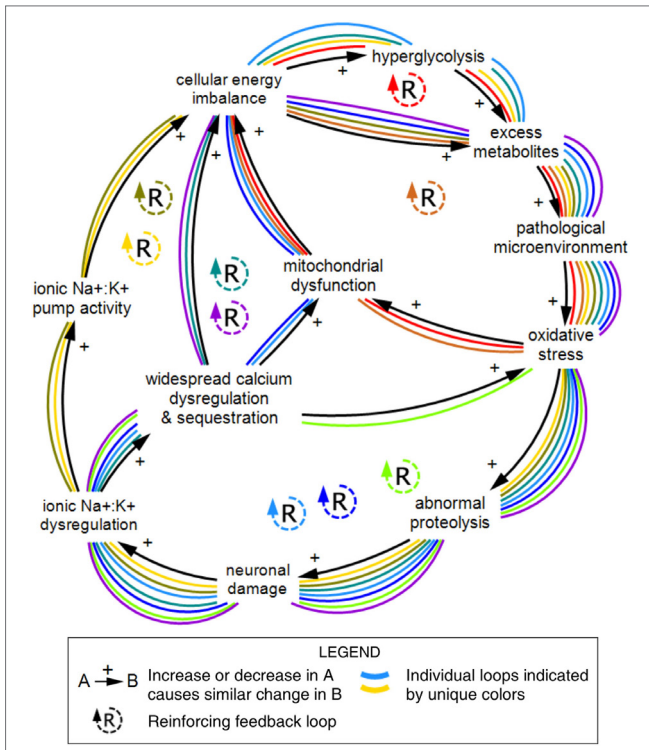 hyperglycolysis
+
cellular energy
imbalance
R
+
excess
metabolites
+
+
+
+
+
R
R
+
pathological
microenvironment
R
R
mitochondrial
dysfunction
ionic Na+:K+
pump activity
R
+
+
+
oxidative
stress
R
+
widespread calcium
dysregulation
& sequestration
+
+
ionic Na+:K+
dysregulation
R
R
R
+
abnormal
proteolysis
+
+
neuronal
damage
LEGEND
A + B
Increase or decrease in A
causes similar change in B
Individual loops indicated
by unique colors
R
Reinforcing feedback loop